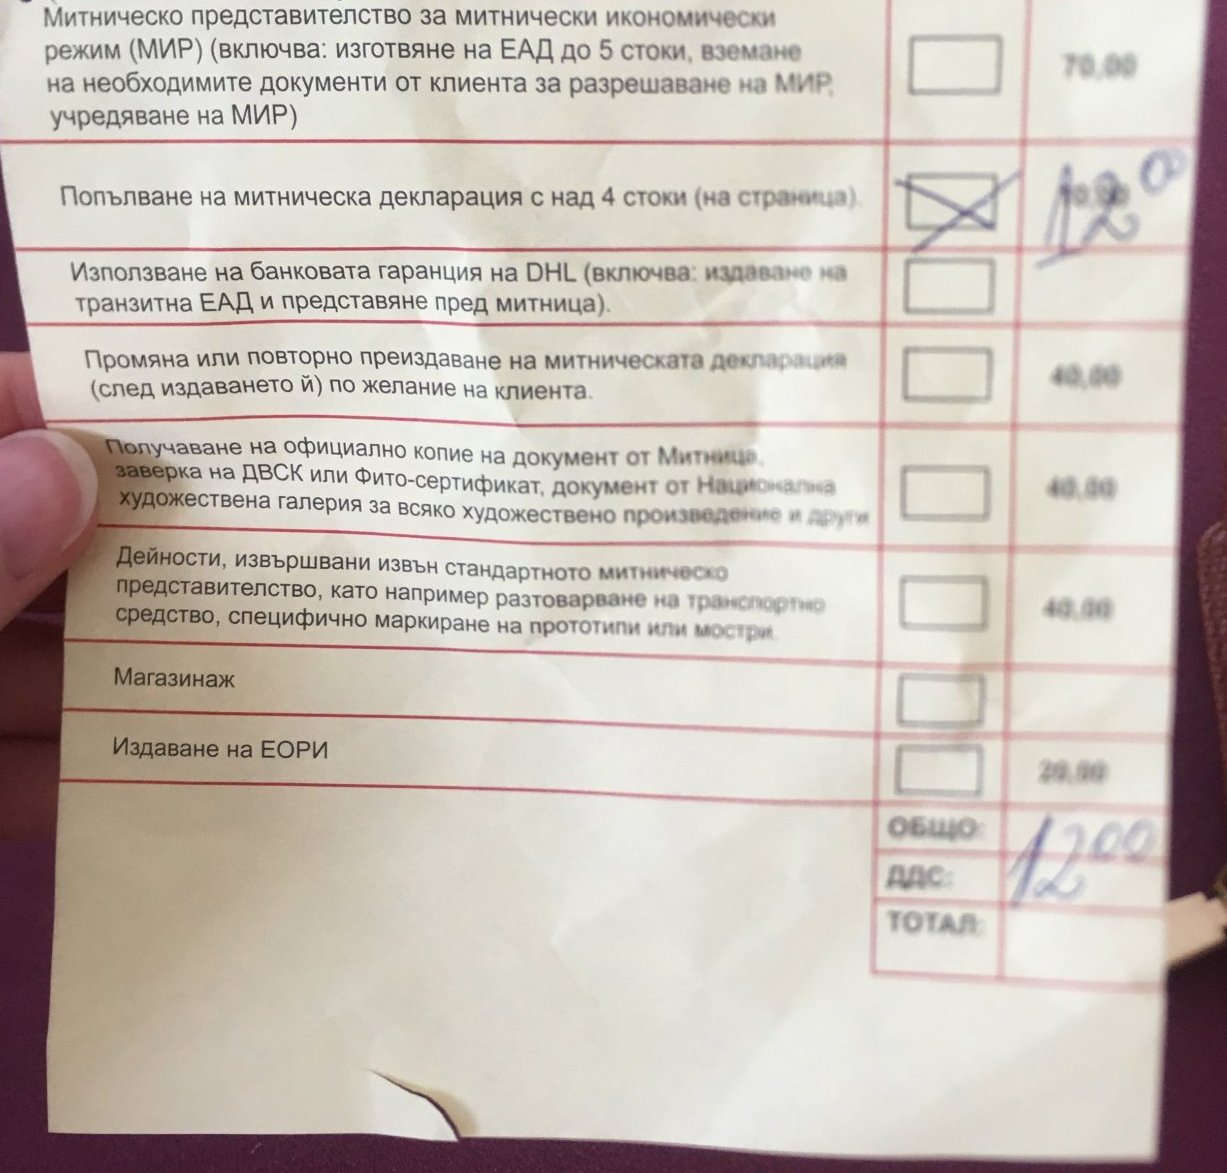 Митническо представителство за митнически икономически
режим (МИР) (включва: изготвяне на ЕАД до 5 стоки, вземане
на необходимите документи от клиента за разрешаване на МИР,
учредяване на МИР)
70,00
Попълване на митническа декларация с над 4 стоки (на страница).
12 00
Използване на банковата гаранция на DHL (включва: издаване на
транзитна ЕАД и представяне пред митница).
Промяна или повторно преиздаване на митническата декларация
(след издаването й) по желание на клиента.
40,00
Получаване на официално копие на документ от Митница,
заверка на ДВСК или Фито-сертификат, документ от Национална
художествена галерия за всяко художествено произведение и други
40,00
Дейности, извършвани извън стандартното митническо
представителство, като например разтоварване на транспортно
средство, специфично маркиране на прототипи или мостри.
40,00
Магазинаж
Издаване на ЕОРИ
20,00
ОБЩО: 12 00
ДДС:
ТОТАЛ: